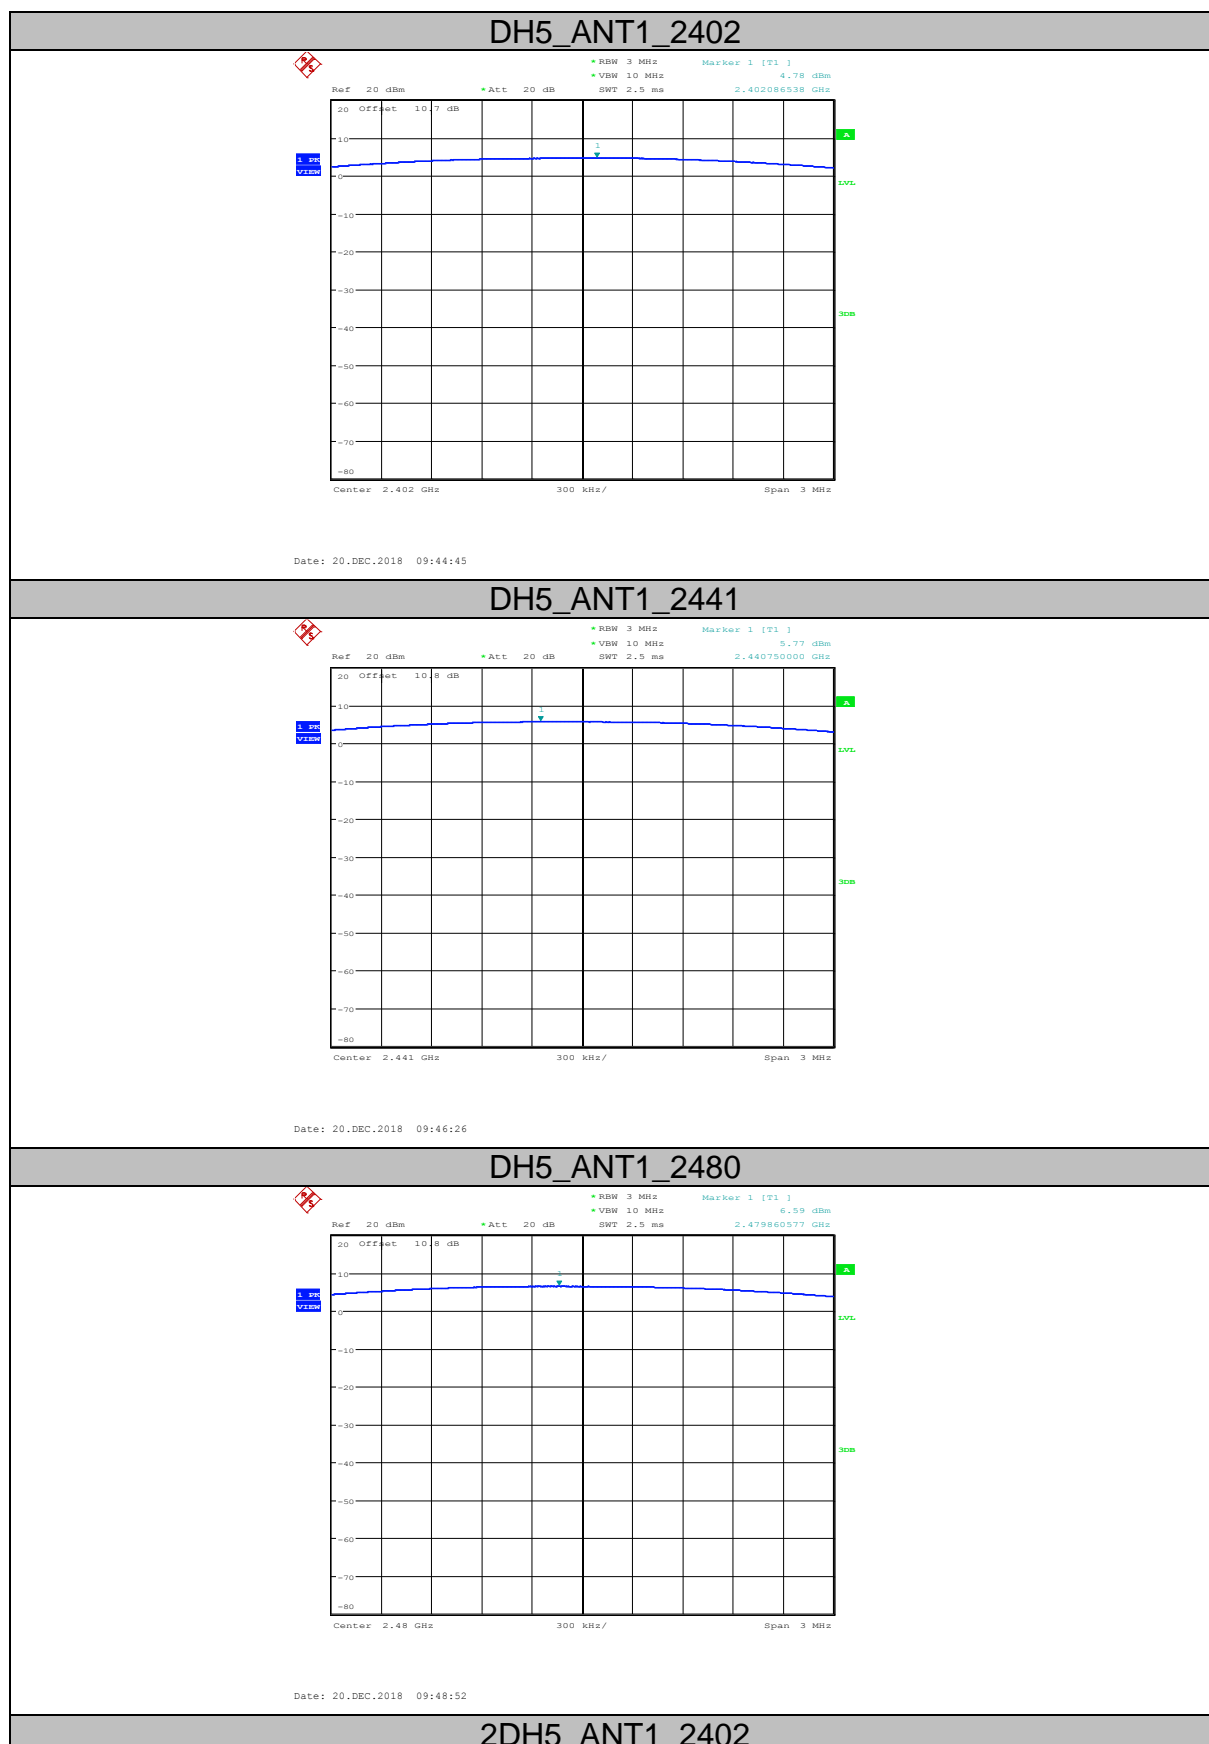 DH5_ANT1_2402
R S
* RBW 3 MHz Marker 1 [T1 ]
* VBW 10 MHz 4.78 dBm
Ref 20 dBm * Att 20 dB SWT 2.5 ms 2.402086538 GHz
20 Offset 10.7 dB
A
10
1
1 PK
VIEW
0
LVL
-10
-20
-30
3DB
-40
-50
-60
-70
-80
Center 2.402 GHz 300 kHz/ Span 3 MHz
Date: 20.DEC.2018 09:44:45
DH5_ANT1_2441
R S
* RBW 3 MHz Marker 1 [T1 ]
* VBW 10 MHz 5.77 dBm
Ref 20 dBm * Att 20 dB SWT 2.5 ms 2.440750000 GHz
20 Offset 10.8 dB
A
10
1
1 PK
VIEW
0
LVL
-10
-20
-30
3DB
-40
-50
-60
-70
-80
Center 2.441 GHz 300 kHz/ Span 3 MHz
Date: 20.DEC.2018 09:46:26
DH5_ANT1_2480
R S
* RBW 3 MHz Marker 1 [T1 ]
* VBW 10 MHz 6.59 dBm
Ref 20 dBm * Att 20 dB SWT 2.5 ms 2.479860577 GHz
20 Offset 10.8 dB
A
10
1
1 PK
VIEW
0
LVL
-10
-20
-30
3DB
-40
-50
-60
-70
-80
Center 2.48 GHz 300 kHz/ Span 3 MHz
Date: 20.DEC.2018 09:48:52
2DH5_ANT1_2402